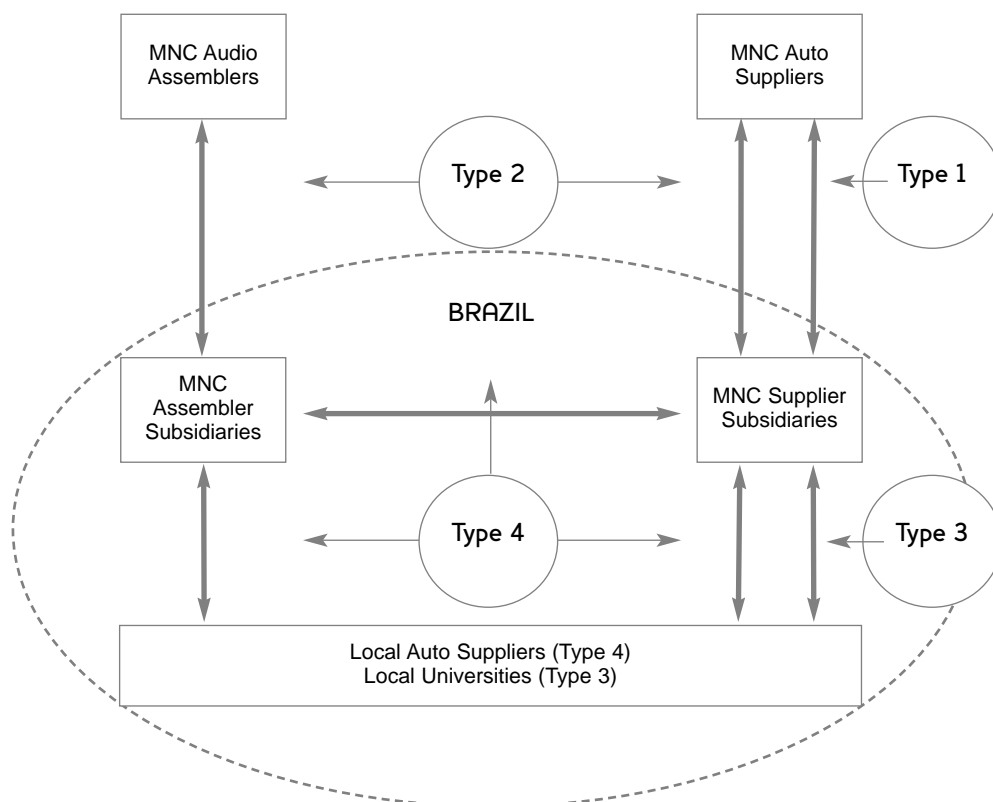 MNC Audio
Assemblers
MNC Auto
Suppliers
Type 2
Type 1
BRAZIL
MNC
Assembler
Subsidiaries
MNC Supplier
Subsidiaries
Type 4
Type 3
Local Auto Suppliers (Type 4)
Local Universities (Type 3)